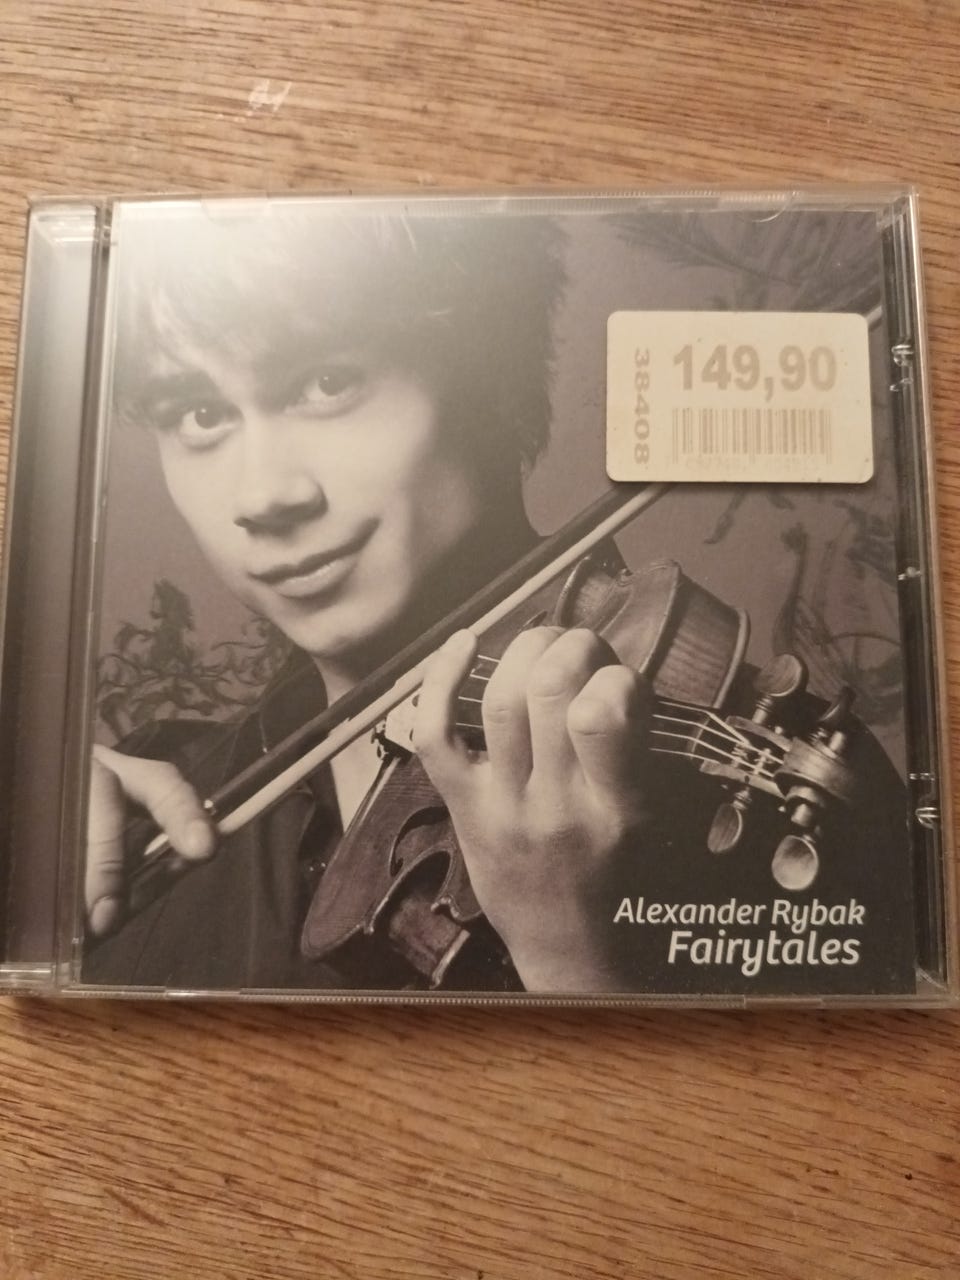 149,90
38408
Alexander Rybak
Fairytales